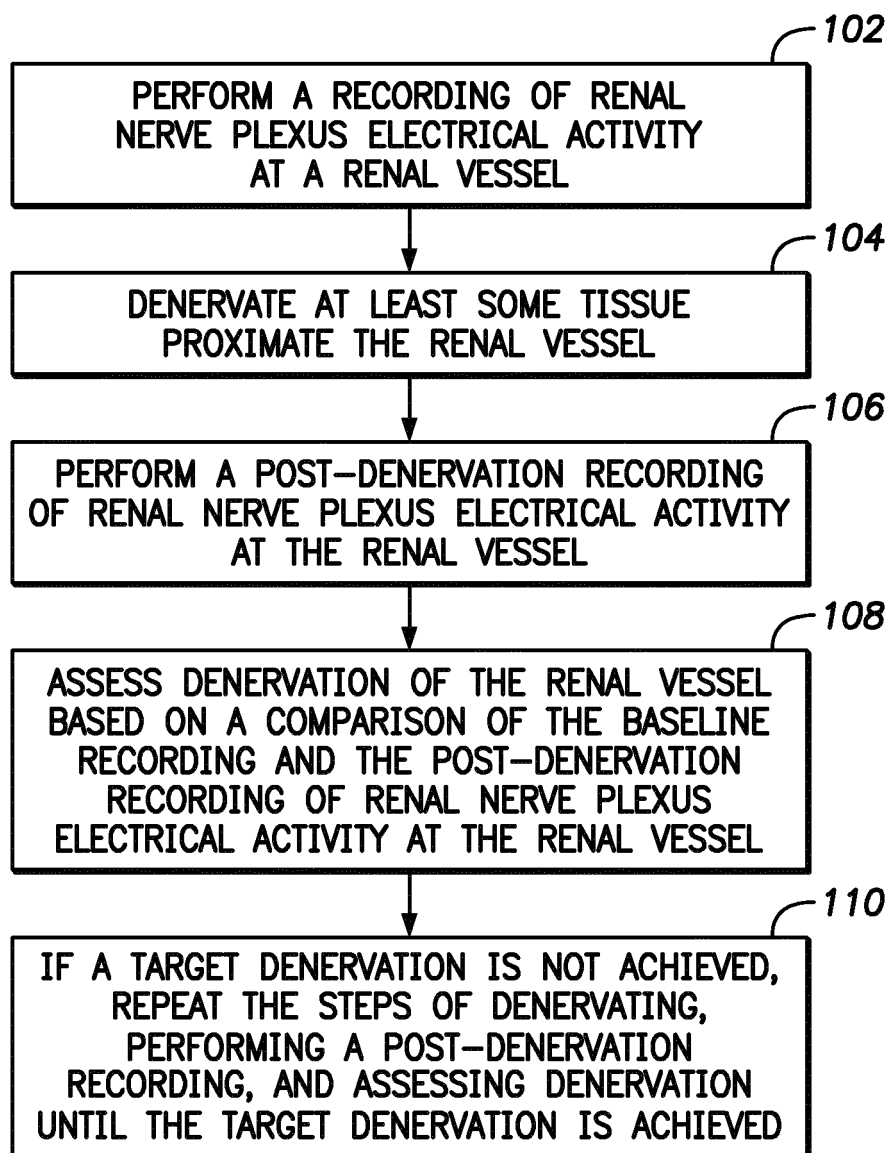 102
PERFORM A RECORDING OF RENAL
NERVE PLEXUS ELECTRICAL ACTIVITY
AT A RENAL VESSEL
104
DENERVATE AT LEAST SOME TISSUE
PROXIMATE THE RENAL VESSEL
106
PERFORM A POST-DENERVATION RECORDING
OF RENAL NERVE PLEXUS ELECTRICAL ACTIVITY
AT THE RENAL VESSEL
108
ASSESS DENERVATION OF THE RENAL VESSEL
BASED ON A COMPARISON OF THE BASELINE
RECORDING AND THE POST-DENERVATION
RECORDING OF RENAL NERVE PLEXUS
ELECTRICAL ACTIVITY AT THE RENAL VESSEL
110
IF A TARGET DENERVATION IS NOT ACHIEVED,
REPEAT THE STEPS OF DENERVATING,
PERFORMING A POST-DENERVATION
RECORDING, AND ASSESSING DENERVATION
UNTIL THE TARGET DENERVATION IS ACHIEVED